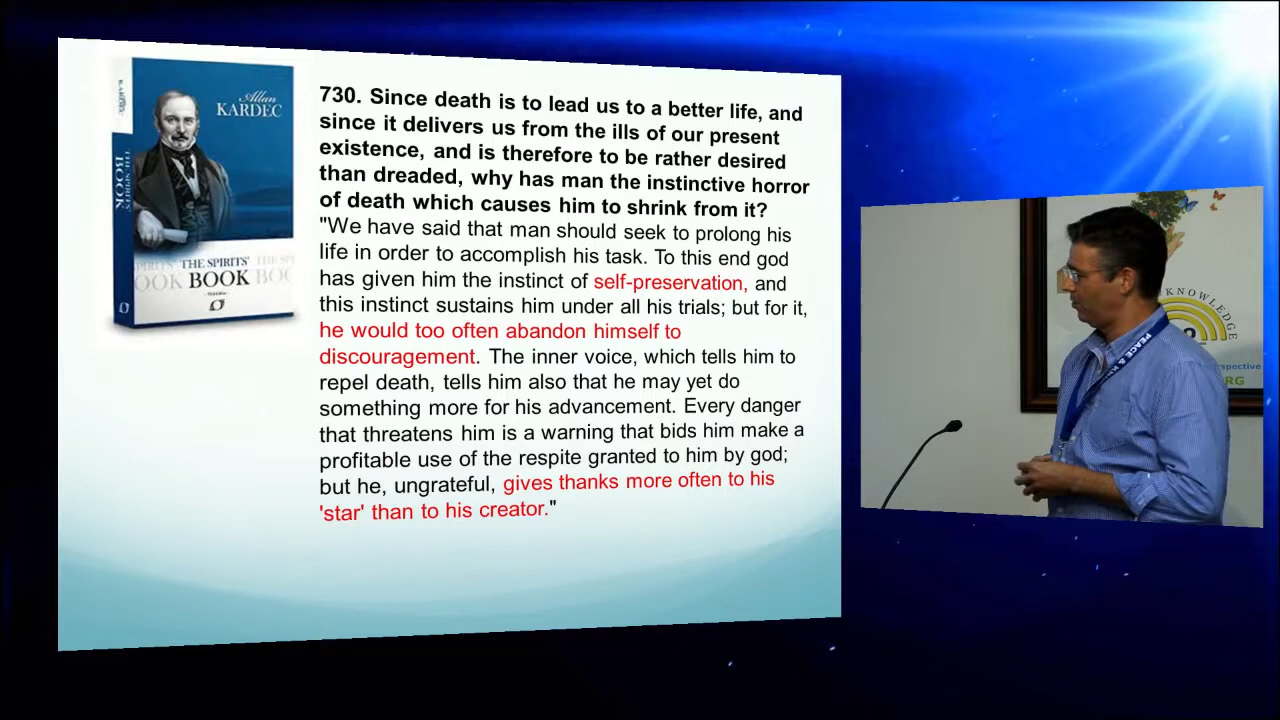 Allan
KARDEC
KARDEC
THE SPIRITS'
BOOK
THE SPIRITS'
BOOK
730. Since death is to lead us to a better life, and
since it delivers us from the ills of our present
existence, and is therefore to be rather desired
than dreaded, why has man the instinctive horror
of death which causes him to shrink from it?
"We have said that man should seek to prolong his
life in order to accomplish his task. To this end god
has given him the instinct of self-preservation, and
this instinct sustains him under all his trials; but for it,
he would too often abandon himself to
discouragement. The inner voice, which tells him to
repel death, tells him also that he may yet do
something more for his advancement. Every danger
that threatens him is a warning that bids him make a
profitable use of the respite granted to him by god;
but he, ungrateful, gives thanks more often to his
'star' than to his creator."
KNOWLEDGE
PEACE &